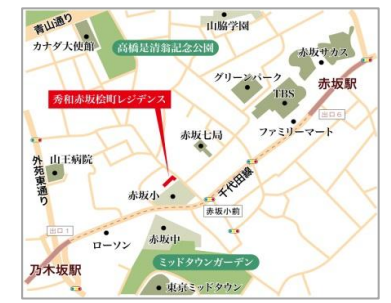 青山通り
山脇学園
カナダ大使館
高橋是清翁記念公園
赤坂サカス
グリーンパーク
赤坂駅
TBS
秀和赤坂桧町レジデンス
出口6
赤坂七局
ファミリーマート
外苑東通り
山王病院
千代田線
赤坂小
赤坂小前
出口1
ローソン
赤坂中
乃木坂駅
ミッドタウンガーデン
東京ミッドタウン